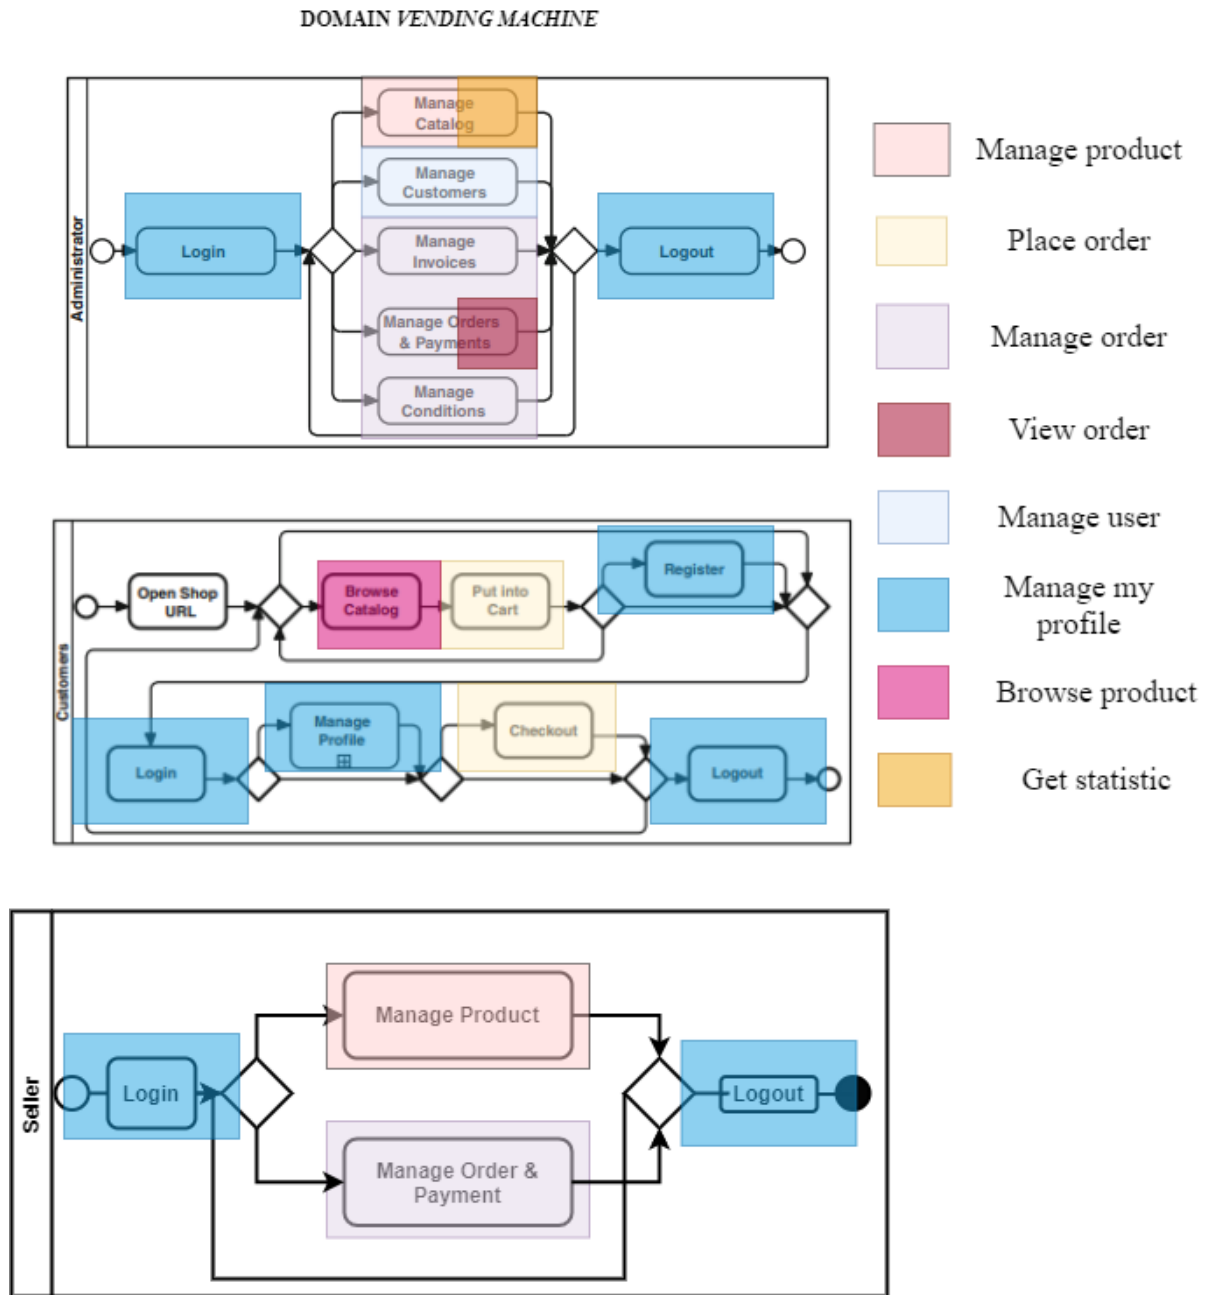 DOMAIN VENDING MACHINE
Administrator
Login
Manage
Catalog
Manage
Customers
Manage
Invoices
Manage Orders
& Payments
Manage
Conditions
Logout
Manage product
Place order
Manage order
View order
Manage user
Manage my
profile
Browse product
Get statistic
Customers
Open Shop
URL
Browse
Catalog
Put into
Cart
Register
Login
Manage
Profile
Checkout
Logout
Seller
Login
Manage Product
Manage Order &
Payment
Logout